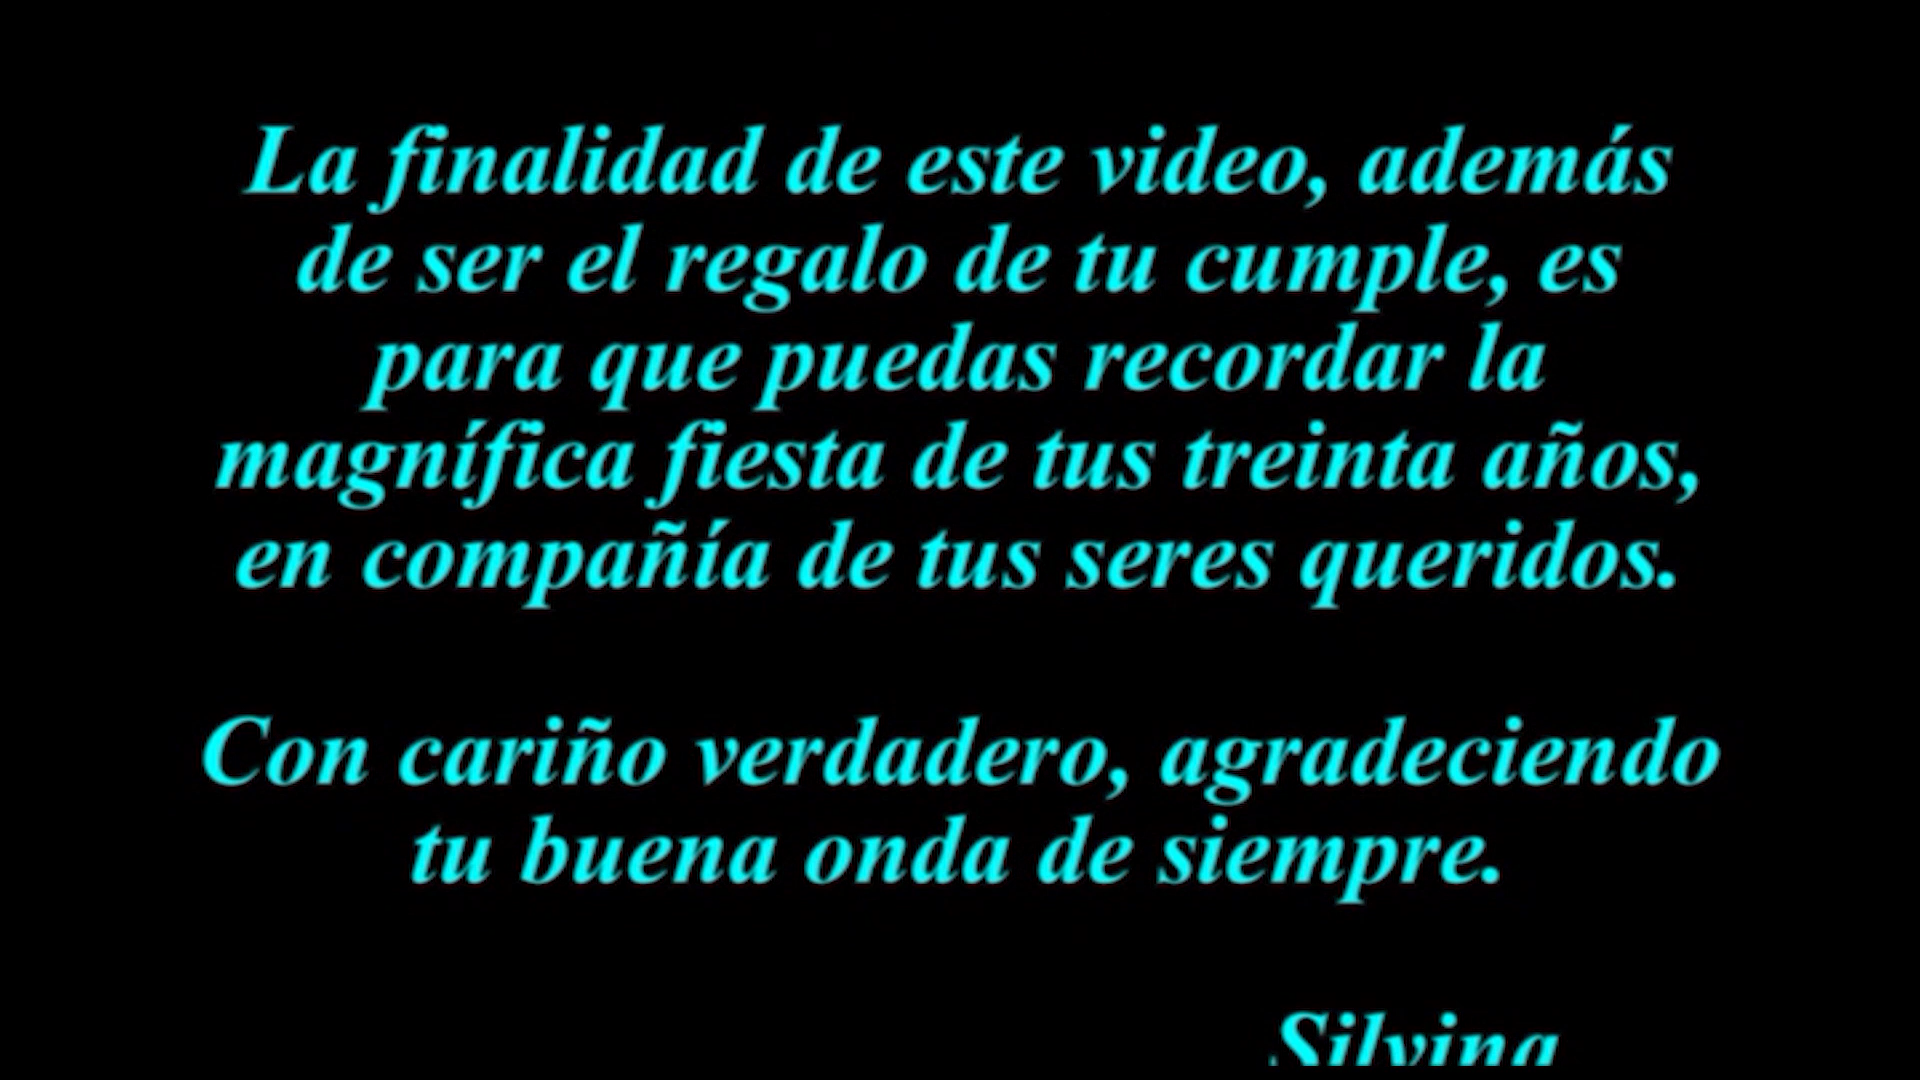 La finalidad de este video, además
de ser el regalo de tu cumple, es
para que puedas recordar la
magnífica fiesta de tus treinta años,
en compañía de tus seres queridos.
Con cariño verdadero, agradeciendo
tu buena onda de siempre.
Silvina